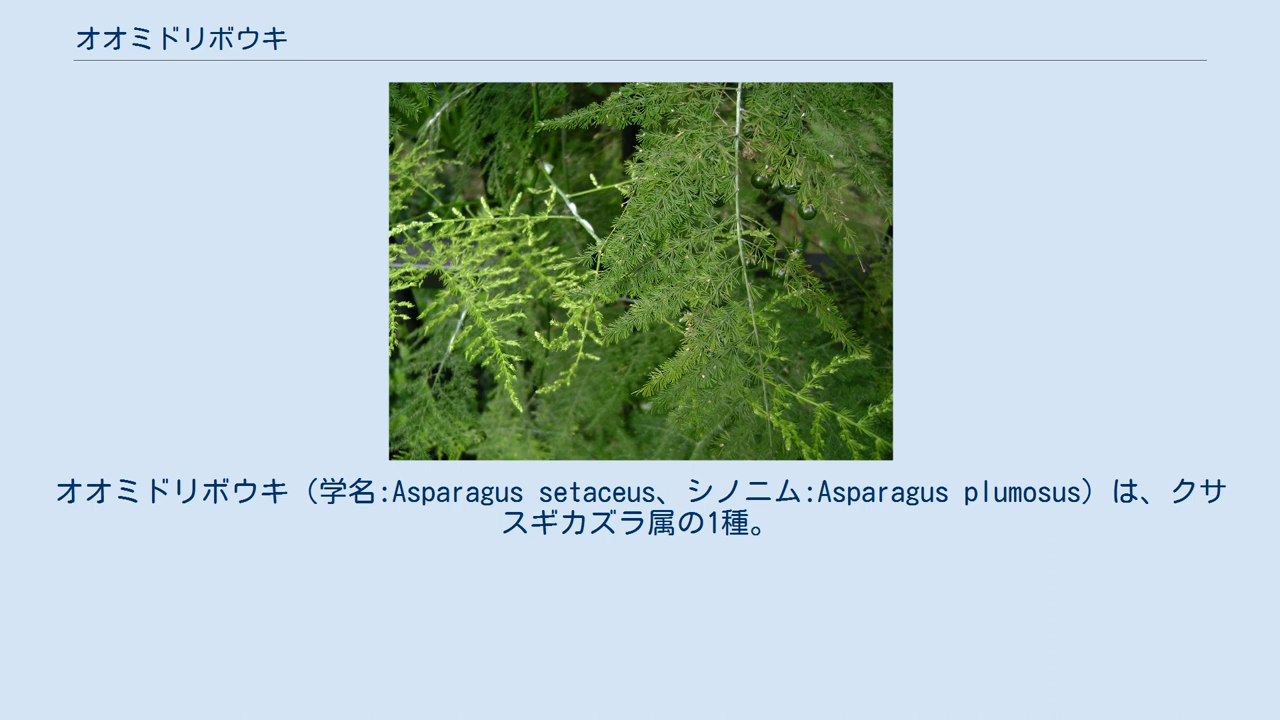 オオミドリボウキ
オオミドリボウキ（学名:Asparagus setaceus、シノニム:Asparagus plumosus）は、クサ
スギカズラ属の1種。